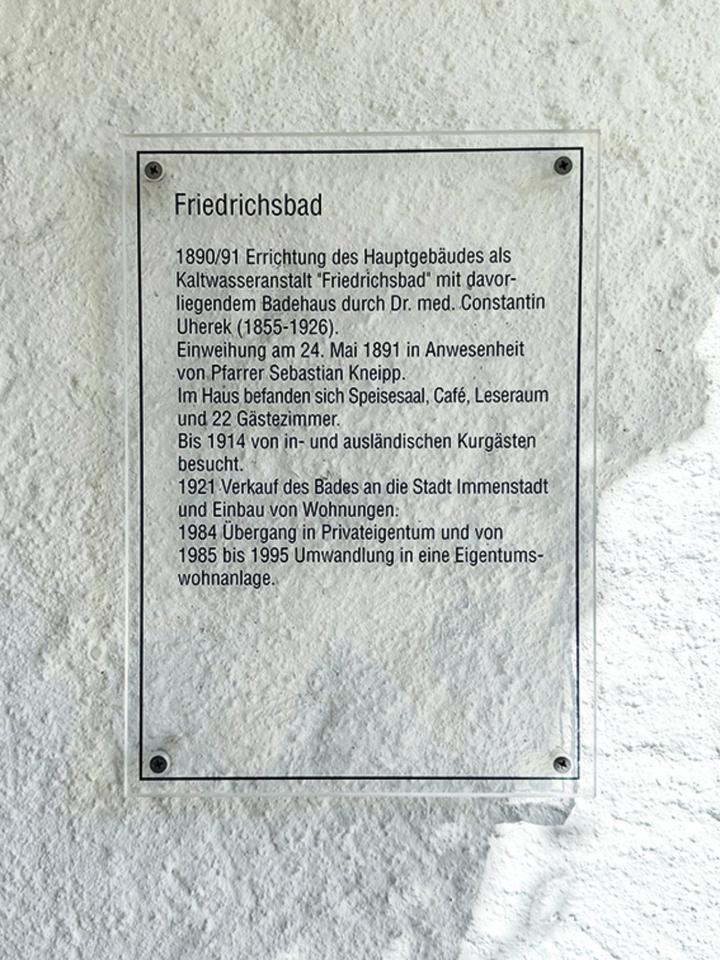 Friedrichsbad
1890/91 Errichtung des Hauptgebäudes als
Kaltwasseranstalt "Friedrichsbad" mit davor-
liegendem Badehaus durch Dr. med. Constantin
Uherek (1855-1926).
Einweihung am 24. Mai 1891 in Anwesenheit
von Pfarrer Sebastian Kneipp.
Im Haus befanden sich Speisesaal, Café, Leseraum
und 22 Gästezimmer.
Bis 1914 von in- und ausländischen Kurgästen
besucht.
1921 Verkauf des Bades an die Stadt Immenstadt
und Einbau von Wohnungen.
1984 Übergang in Privateigentum und von
1985 bis 1995 Umwandlung in eine Eigentums-
wohnanlage.